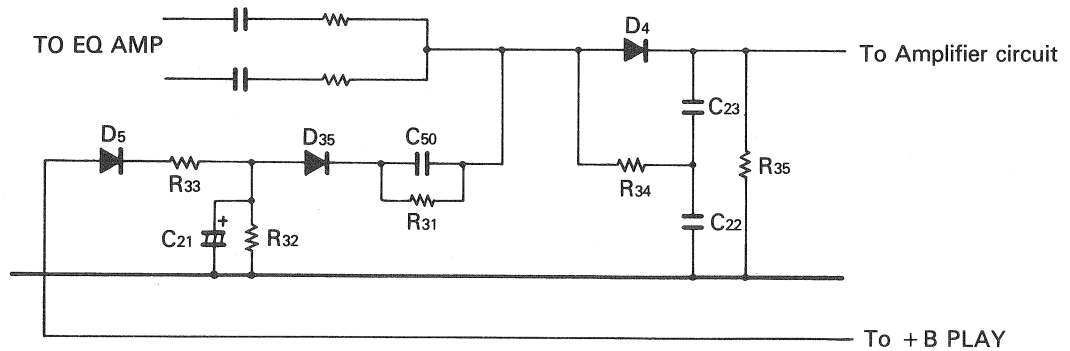 D4
TO EQ AMP
To Amplifier circuit
C23
D5
D35
C50
R33
R34
R35
R31
+
C21
R32
C22
To +B PLAY